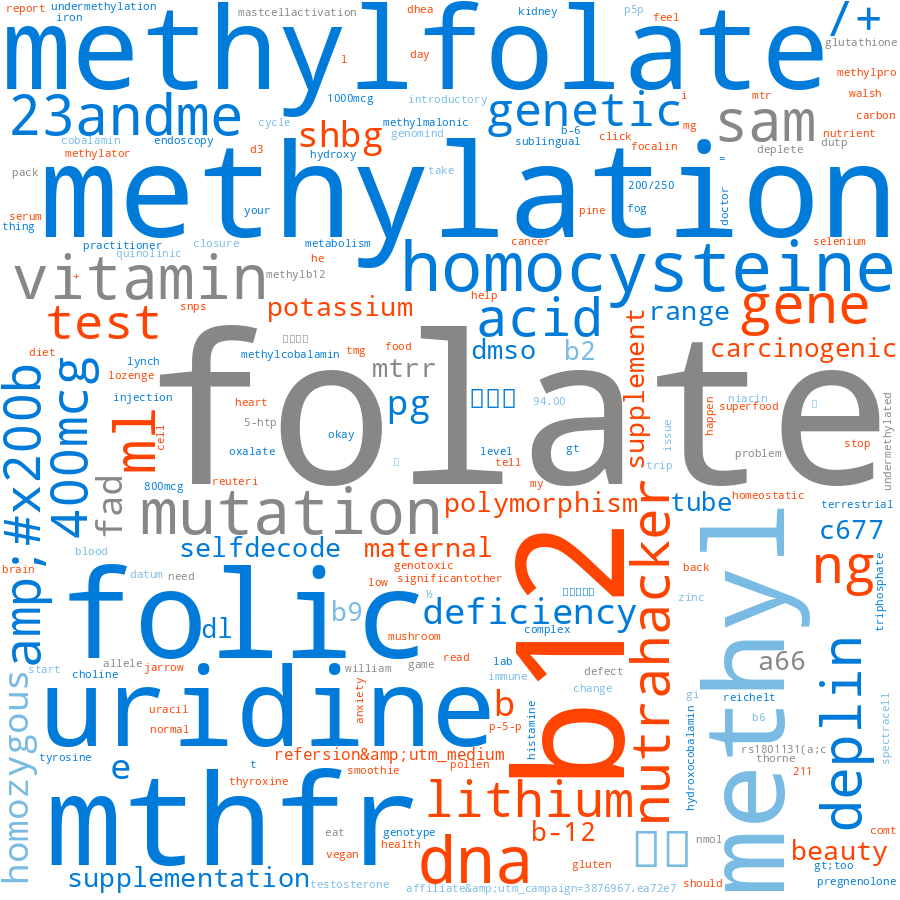 report
undermethylation
iron
mastcellactivation
dhea
kidney
p5p
feel
/+
methylfolate
l
day
glutathione
methylpro
23andme
1000mcg
introductory
genetic
i
mtr
walsh
sam
carbon
cycle
shbg
methylmalonic
genomind
b-6
mg
click
nutrient
cobalamin
endoscopy
sublingual
focalin
dutp
methylator
d3
hydroxy
deplete
=
pack
methylation
take
200/250
doctor
serum
your
pine
fog
thing
practitioner
closure
metabolism
cancer
selenium
quinolinic
he
homocysteine
vitamin
+
methylb12
help
snps
potassium
acid
range
gene
test
supplement
diet
methylcobalamin
tmg
food
dmso
b2
carcinogenic
folate
lynch
lozenge
mtrr
amp;#x200b
400mcg
injection
heart
pg
94.00
niacin
superfood
happen
undermethylated
ml
cell
5-htp
okay
issue
stop
oxalate
level
gt
problem
tell
trip
fad
800mcg
reuteri
my
homeostatic
mutation
polymorphism
tube
terrestrial
c677
blood
selfdecode
maternal
b12
nutrahacker
methyl
triphosphate
brain
datum
need
genotoxic
low
significantother
back
ng
folic
½
b9
deficiency
zinc
dl
mushroom
complex
deplin
homozygous
start
allele
jarrow
william
game
read
lab
defect
a66
choline
immune
uridine
anxiety
change
gi
reichelt
uracil
b
b6
spectracell
normal
p-5-p
histamine
hydroxocobalamin
tyrosine
e
t
refersion&amp;utm_medium
pollen
rs1801131(a;c
thorne
smoothie
211
thyroxine
mthfr
lithium
eat
genotype
b-12
nmol
comt
health
vegan
dna
gluten
beauty
gt;too
supplementation
testosterone
affiliate&amp;utm_campaign=3876967.ea72e7
should
pregnenolone